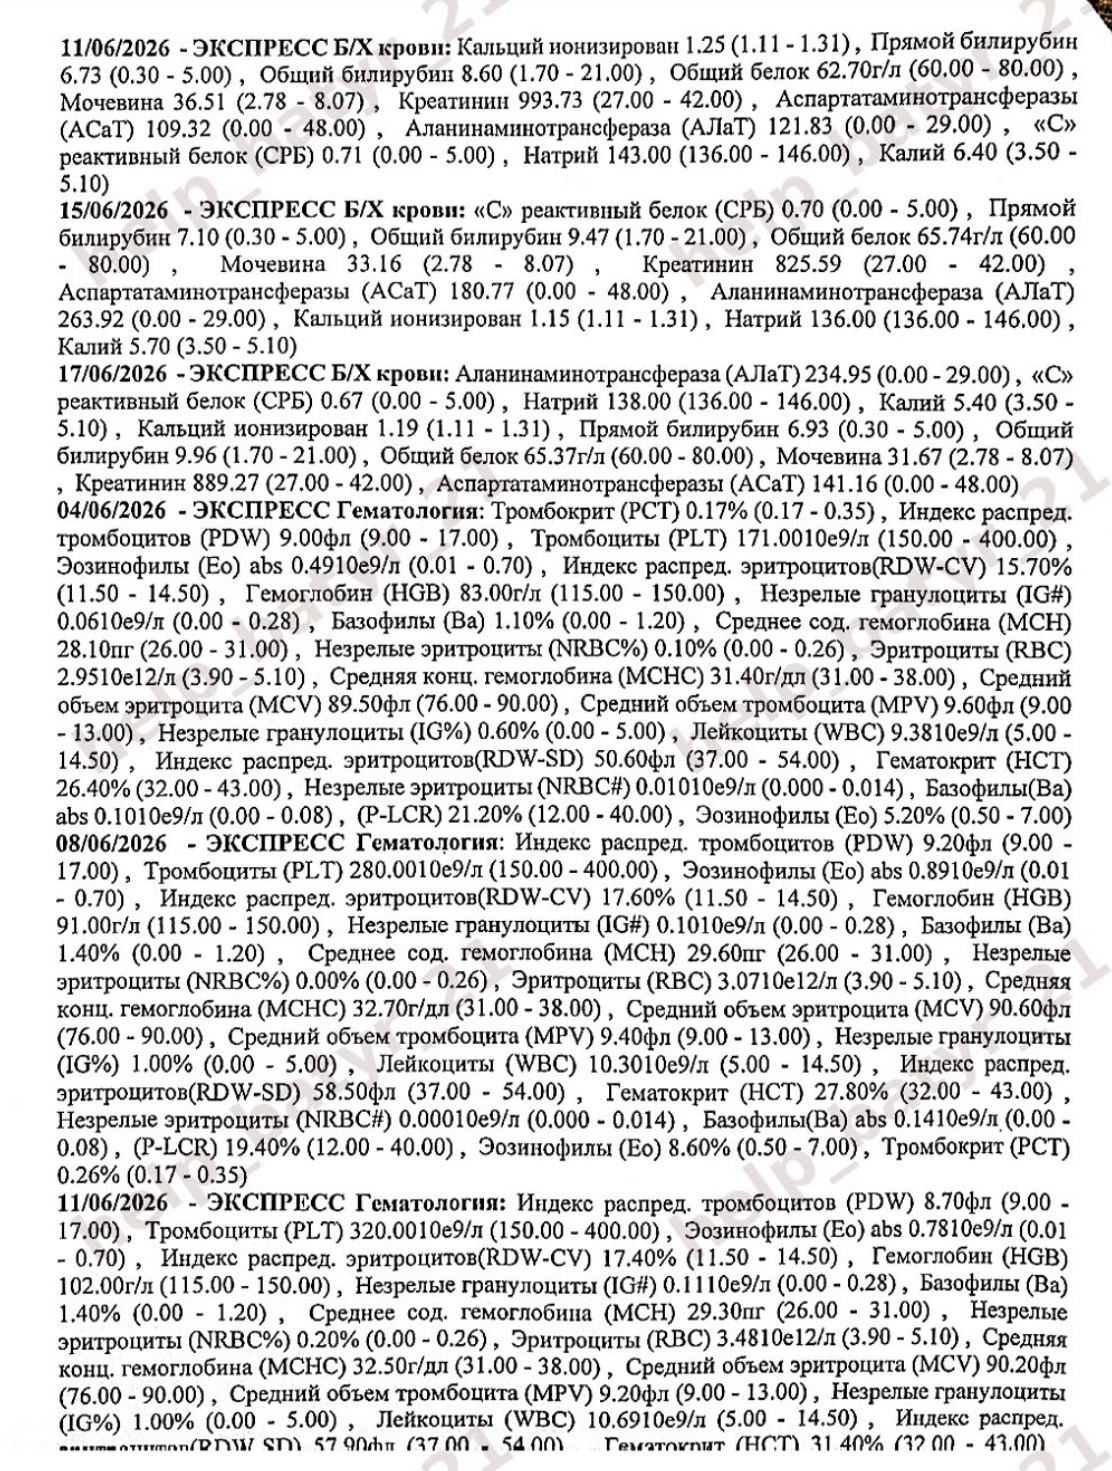 11/06/2026 - ЭКСПРЕСС Б/Х крови: Кальций ионизирован 1.25 (1.11 - 1.31) , Прямой билирубин
6.73 (0.30 - 5.00) , Общий билирубин 8.60 (1.70 - 21.00) , Общий белок 62.70г/л (60.00 - 80.00) ,
Мочевина 36.51 (2.78 - 8.07) , Креатинин 993.73 (27.00 - 42.00) , Аспартатаминотрансферазы
(АСаТ) 109.32 (0.00 - 48.00) , Аланинаминотрансфераза (АЛаТ) 121.83 (0.00 - 29.00) , «С»
реактивный белок (СРБ) 0.71 (0.00 - 5.00) , Натрий 143.00 (136.00 - 146.00) , Калий 6.40 (3.50 -
5.10)
15/06/2026 - ЭКСПРЕСС Б/Х крови: «С» реактивный белок (СРБ) 0.70 (0.00 - 5.00) , Прямой
билирубин 7.10 (0.30 - 5.00) , Общий билирубин 9.47 (1.70 - 21.00) , Общий белок 65.74г/л (60.00
- 80.00) , Мочевина 33.16 (2.78 - 8.07) , Креатинин 825.59 (27.00 - 42.00) ,
Аспартатаминотрансферазы (АСаТ) 180.77 (0.00 - 48.00) , Аланинаминотрансфераза (АЛаТ)
263.92 (0.00 - 29.00) , Кальций ионизирован 1.15 (1.11 - 1.31) , Натрий 136.00 (136.00 - 146.00) ,
Калий 5.70 (3.50 - 5.10)
17/06/2026 - ЭКСПРЕСС Б/Х крови: Аланинаминотрансфераза (АЛаТ) 234.95 (0.00 - 29.00) , «С»
реактивный белок (СРБ) 0.67 (0.00 - 5.00) , Натрий 138.00 (136.00 - 146.00) , Калий 5.40 (3.50 -
5.10) , Кальций ионизирован 1.19 (1.11 - 1.31) , Прямой билирубин 6.93 (0.30 - 5.00) , Общий
билирубин 9.96 (1.70 - 21.00) , Общий белок 65.37г/л (60.00 - 80.00) , Мочевина 31.67 (2.78 - 8.07)
, Креатинин 889.27 (27.00 - 42.00) , Аспартатаминотрансферазы (АСаТ) 141.16 (0.00 - 48.00)
04/06/2026 - ЭКСПРЕСС Гематология: Тромбокрит (PCT) 0.17% (0.17 - 0.35) , Индекс распред.
тромбоцитов (PDW) 9.00фл (9.00 - 17.00) , Тромбоциты (PLT) 171.0010е9/л (150.00 - 400.00) ,
Эозинофилы (Ео) abs 0.4910е9/л (0.01 - 0.70) , Индекс распред. эритроцитов(RDW-CV) 15.70%
(11.50 - 14.50) , Гемоглобин (HGB) 83.00г/л (115.00 - 150.00) , Незрелые гранулоциты (IG#)
0.0610е9/л (0.00 - 0.28) , Базофилы (Ва) 1.10% (0.00 - 1.20) , Среднее сод. гемоглобина (MCH)
28.10пг (26.00 - 31.00) , Незрелые эритроциты (NRBC%) 0.10% (0.00 - 0.26) , Эритроциты (RBC)
2.9510е12/л (3.90 - 5.10) , Средняя конц. гемоглобина (MCHC) 31.40г/дл (31.00 - 38.00) , Средний
объем эритроцита (MCV) 89.50фл (76.00 - 90.00) , Средний объем тромбоцита (MPV) 9.60фл (9.00
- 13.00) , Незрелые гранулоциты (IG%) 0.60% (0.00 - 5.00) , Лейкоциты (WBC) 9.3810е9/л (5.00 -
14.50) , Индекс распред. эритроцитов(RDW-SD) 50.60фл (37.00 - 54.00) , Гематокрит (HCT)
26.40% (32.00 - 43.00) , Незрелые эритроциты (NRBC#) 0.01010е9/л (0.000 - 0.014) , Базофилы(Ва)
abs 0.1010е9/л (0.00 - 0.08) , (P-LCR) 21.20% (12.00 - 40.00) , Эозинофилы (Ео) 5.20% (0.50 - 7.00)
08/06/2026 - ЭКСПРЕСС Гематология: Индекс распред. тромбоцитов (PDW) 9.20фл (9.00 -
17.00) , Тромбоциты (PLT) 280.0010е9/л (150.00 - 400.00) , Эозинофилы (Ео) abs 0.8910е9/л (0.01
- 0.70) , Индекс распред. эритроцитов(RDW-CV) 17.60% (11.50 - 14.50) , Гемоглобин (HGB)
91.00г/л (115.00 - 150.00) , Незрелые гранулоциты (IG#) 0.1010е9/л (0.00 - 0.28) , Базофилы (Ва)
1.40% (0.00 - 1.20) , Среднее сод. гемоглобина (MCH) 29.60пг (26.00 - 31.00) , Незрелые
эритроциты (NRBC%) 0.00% (0.00 - 0.26) , Эритроциты (RBC) 3.0710е12/л (3.90 - 5.10) , Средняя
конц. гемоглобина (MCHC) 32.70г/дл (31.00 - 38.00) , Средний объем эритроцита (MCV) 90.60фл
(76.00 - 90.00) , Средний объем тромбоцита (MPV) 9.40фл (9.00 - 13.00) , Незрелые гранулоциты
(IG%) 1.00% (0.00 - 5.00) , Лейкоциты (WBC) 10.3010е9/л (5.00 - 14.50) , Индекс распред.
эритроцитов(RDW-SD) 58.50фл (37.00 - 54.00) , Гематокрит (HCT) 27.80% (32.00 - 43.00) ,
Незрелые эритроциты (NRBC#) 0.00010е9/л (0.000 - 0.014) , Базофилы(Ва) abs 0.1410е9/л (0.00 -
0.08) , (P-LCR) 19.40% (12.00 - 40.00) , Эозинофилы (Ео) 8.60% (0.50 - 7.00) , Тромбокрит (PCT)
0.26% (0.17 - 0.35)
11/06/2026 - ЭКСПРЕСС Гематология: Индекс распред. тромбоцитов (PDW) 8.70фл (9.00 -
17.00) , Тромбоциты (PLT) 320.0010е9/л (150.00 - 400.00) , Эозинофилы (Ео) abs 0.7810е9/л (0.01
- 0.70) , Индекс распред. эритроцитов(RDW-CV) 17.40% (11.50 - 14.50) , Гемоглобин (HGB)
102.00г/л (115.00 - 150.00) , Незрелые гранулоциты (IG#) 0.1110е9/л (0.00 - 0.28) , Базофилы (Ва)
1.40% (0.00 - 1.20) , Среднее сод. гемоглобина (MCH) 29.30пг (26.00 - 31.00) , Незрелые
эритроциты (NRBC%) 0.20% (0.00 - 0.26) , Эритроциты (RBC) 3.4810е12/л (3.90 - 5.10) , Средняя
конц. гемоглобина (MCHC) 32.50г/дл (31.00 - 38.00) , Средний объем эритроцита (MCV) 90.20фл
(76.00 - 90.00) , Средний объем тромбоцита (MPV) 9.20фл (9.00 - 13.00) , Незрелые гранулоциты
(IG%) 1.00% (0.00 - 5.00) , Лейкоциты (WBC) 10.6910е9/л (5.00 - 14.50) , Индекс распред.
(RDW-SD) 57.90фл (37.00 - 54.00) Гематокрит (HCT) 31.40% (32.00 - 43.00)
help_batyr_21